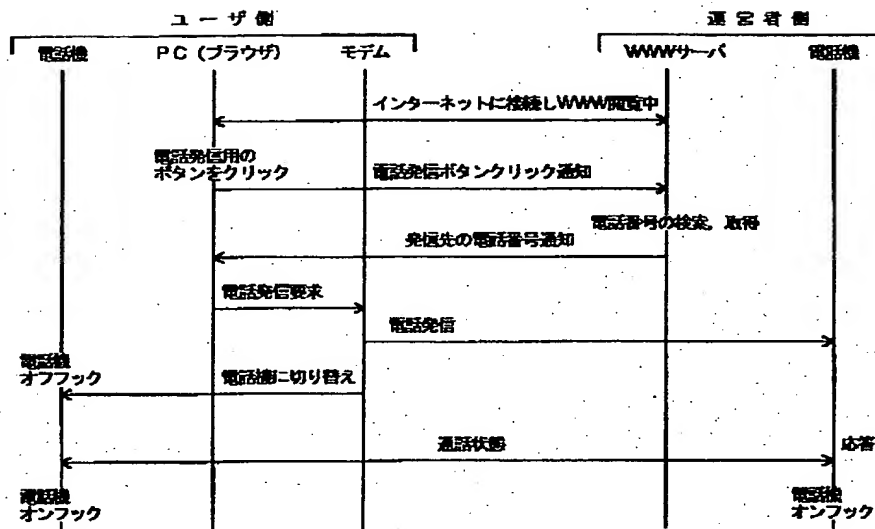 ユーザ側
運営者側
電話機
PC(ブラウザ)
モデム
WWWサーバ
電話機
インターネットに接続しWWW閲覧中
電話発信用の
ボタンをクリック
電話発信ボタンクリック通知
電話番号の検索，取得
発信先の電話番号通知
電話発信要求
電話発信
電話機
オフフック
電話機に切り替え
通話状態
応答
電話機
オンフック
電話機
オンフック